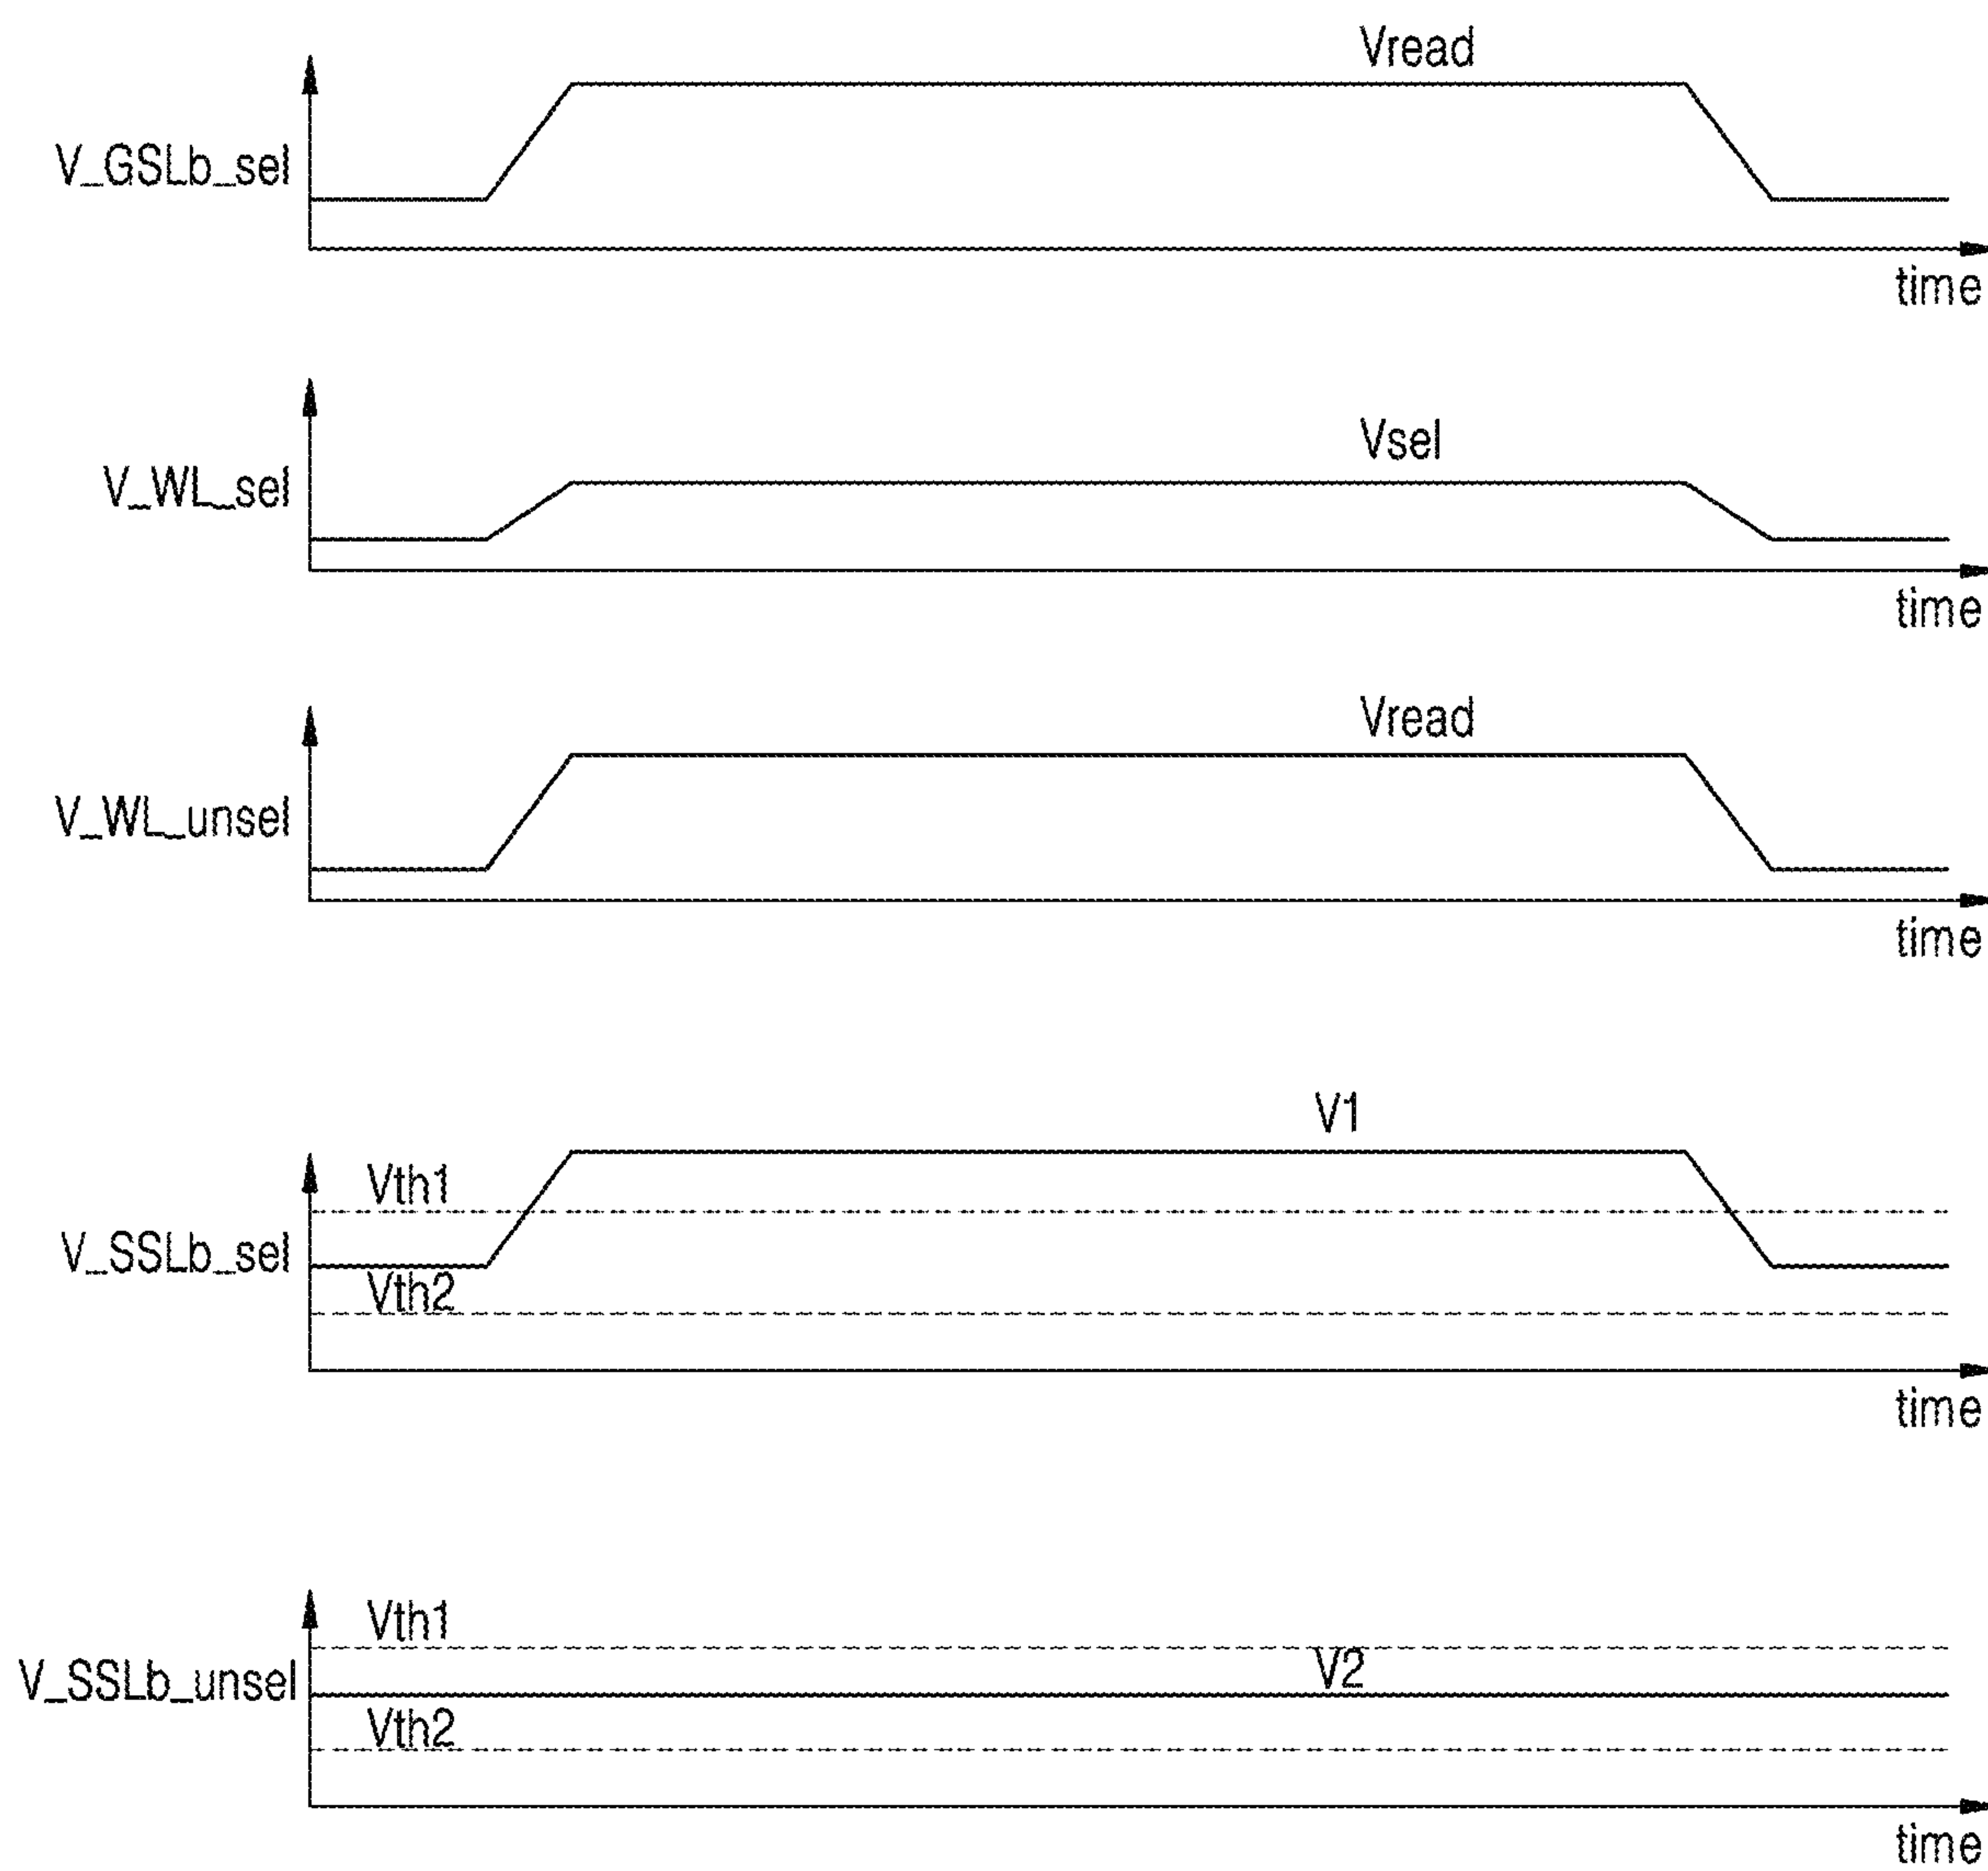 Vread
V_GSLb_sel
time
Vsel
V_WL_sel
time
Vread
V_WL_unsel
time
V1
Vth1
V_SSLb_sel
Vth2
time
Vth1
V2
V_SSLb_unsel
Vth2
time